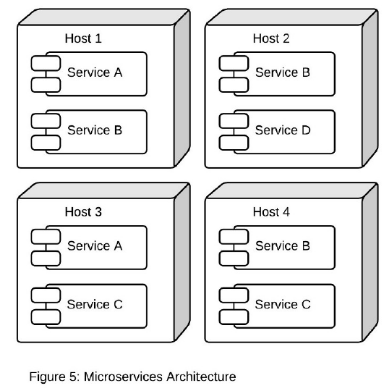 Host 1
Service A
Service B
Host 2
Service B
Service D
Host 3
Service A
Service C
Host 4
Service B
Service C
Figure 5: Microservices Architecture